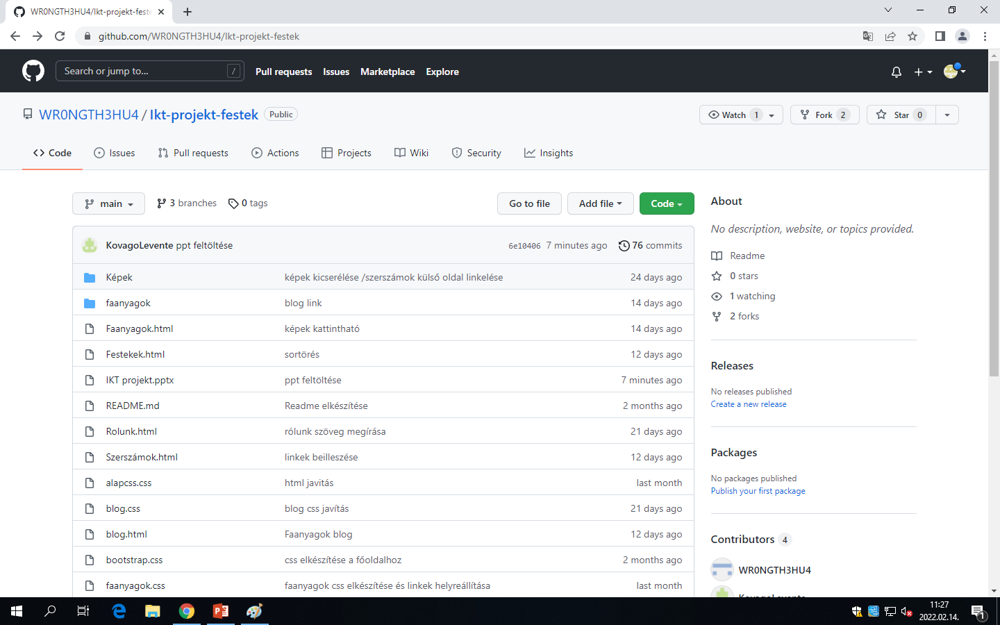 WR0NGTH3HU4/Ikt-projekt-feste
github.com/WR0NGTH3HU4/Ikt-projekt-festek
Search or jump to...
/
Pull requests
Issues
Marketplace
Explore
WR0NGTH3HU4 / Ikt-projekt-festek Public
Watch 1
Fork 2
Star 0
Code
Issues
Pull requests
Actions
Projects
Wiki
Security
Insights
main
3 branches
0 tags
Go to file
Add file
Code
KovagoLevente ppt feltöltése 6e10406 7 minutes ago 76 commits
Képek képek kicserélése /szerszámok külső oldal linkelése 24 days ago
faanyagok blog link 14 days ago
Faanyagok.html képek kattintható 14 days ago
Festekek.html sortörés 12 days ago
IKT projekt.pptx ppt feltöltése 7 minutes ago
README.md Readme elkészítése 2 months ago
Rolunk.html rólunk szöveg megírása 21 days ago
Szerszámok.html linkek beilleszése 12 days ago
alapcss.css html javitás last month
blog.css blog css javítás 21 days ago
blog.html Faanyagok blog 12 days ago
bootstrap.css css elkészítése a főoldalhoz 2 months ago
faanyagok.css faanyagok css elkészítése és linkek helyreállítása last month
About
No description, website, or topics provided.
Readme
0 stars
1 watching
2 forks
Releases
No releases published
Create a new release
Packages
No packages published
Publish your first package
Contributors 4
WR0NGTH3HU4
KovagoLevente
11:27
2022.02.14.
1